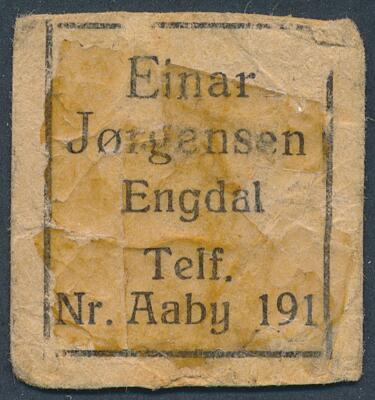 Einar
Jørgensen
Engdal
Telf.
Nr. Aaby 191